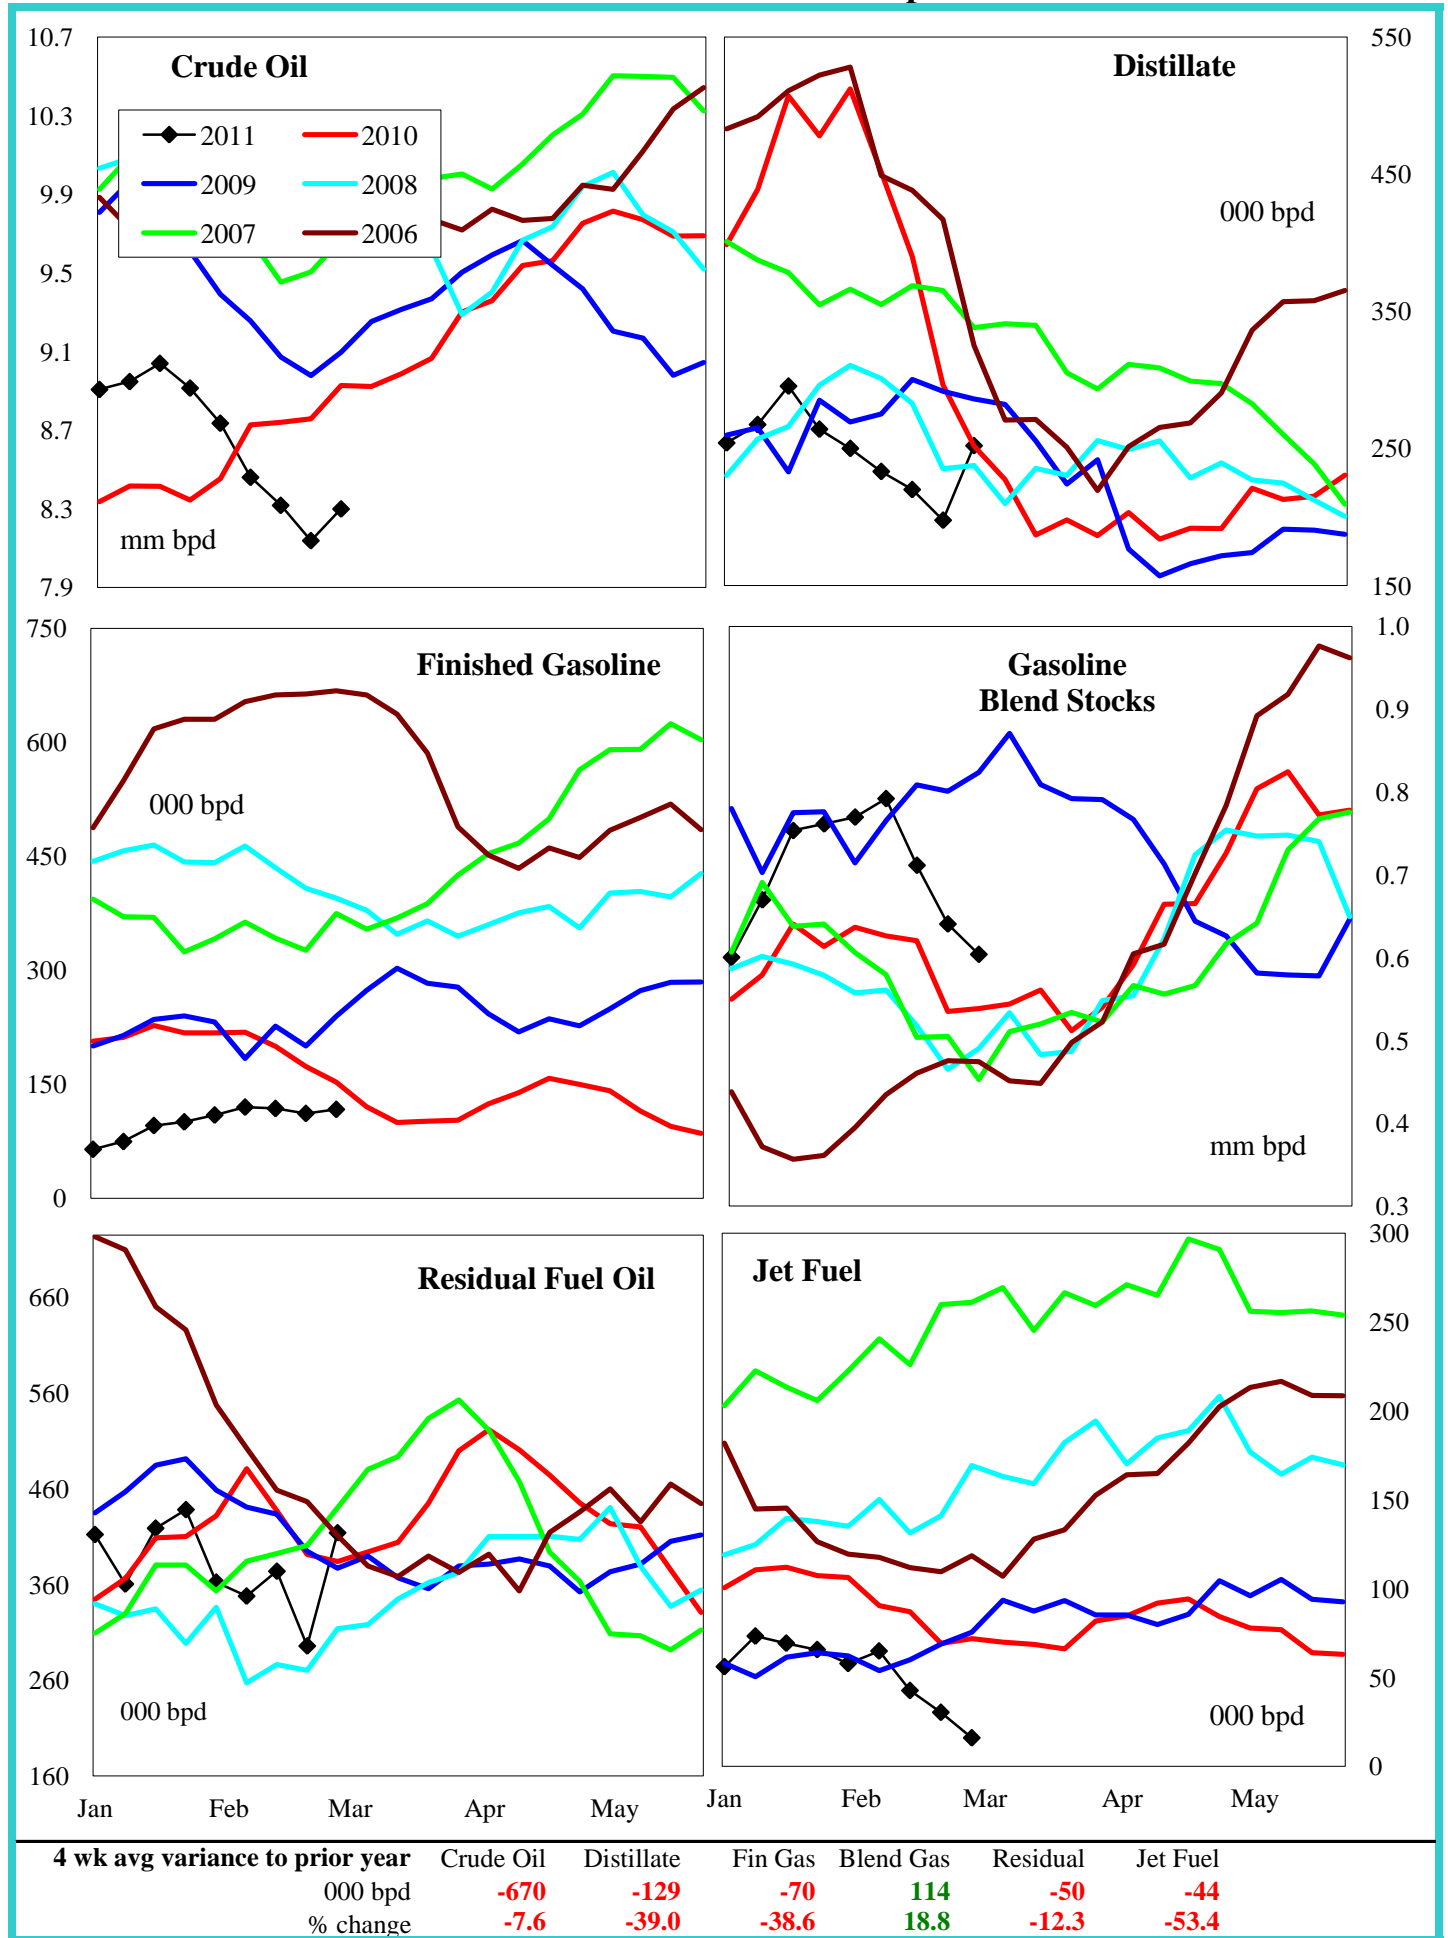 Crude Oil
Distillate
10.7
10.3
9.9
9.5
9.1
8.7
8.3
7.9
2011
2010
2009
2008
2007
2006
mm bpd
000 bpd
550
450
350
250
150
Finished Gasoline
Gasoline
Blend Stocks
750
600
450
300
150
0
000 bpd
mm bpd
1.0
0.9
0.8
0.7
0.6
0.5
0.4
0.3
Residual Fuel Oil
Jet Fuel
660
560
460
360
260
160
000 bpd
000 bpd
300
250
200
150
100
50
0
Jan Feb Mar Apr May
Jan Feb Mar Apr May
4 wk avg variance to prior year Crude Oil Distillate Fin Gas Blend Gas Residual Jet Fuel
000 bpd -670 -129 -70 114 -50 -44
% change -7.6 -39.0 -38.6 18.8 -12.3 -53.4